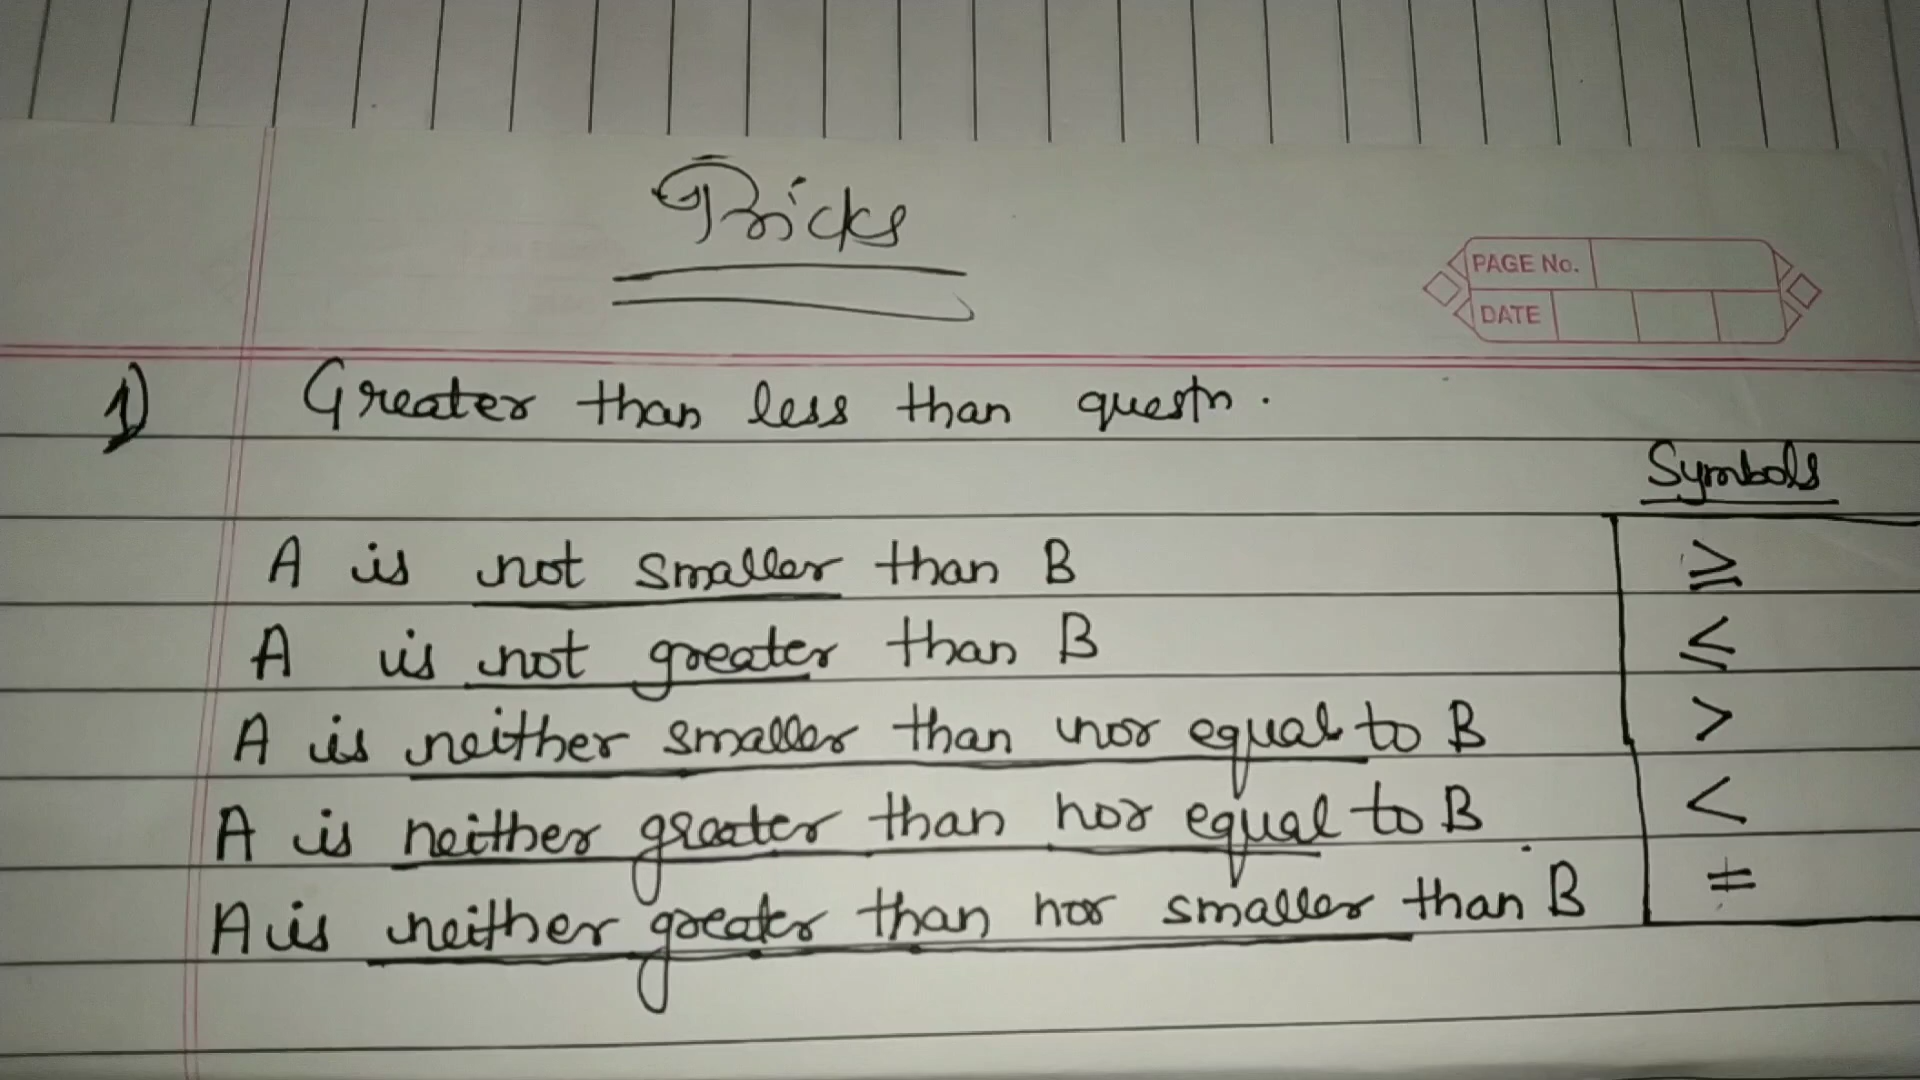 Tricks
PAGE No.
DATE
1) Greater than less than questn.
Symbols
A is not smaller than B ≥
A is not greater than B ≤
A is neither smaller than nor equal to B >
A is neither greater than nor equal to B <
A is neither greater than nor smaller than B ≠